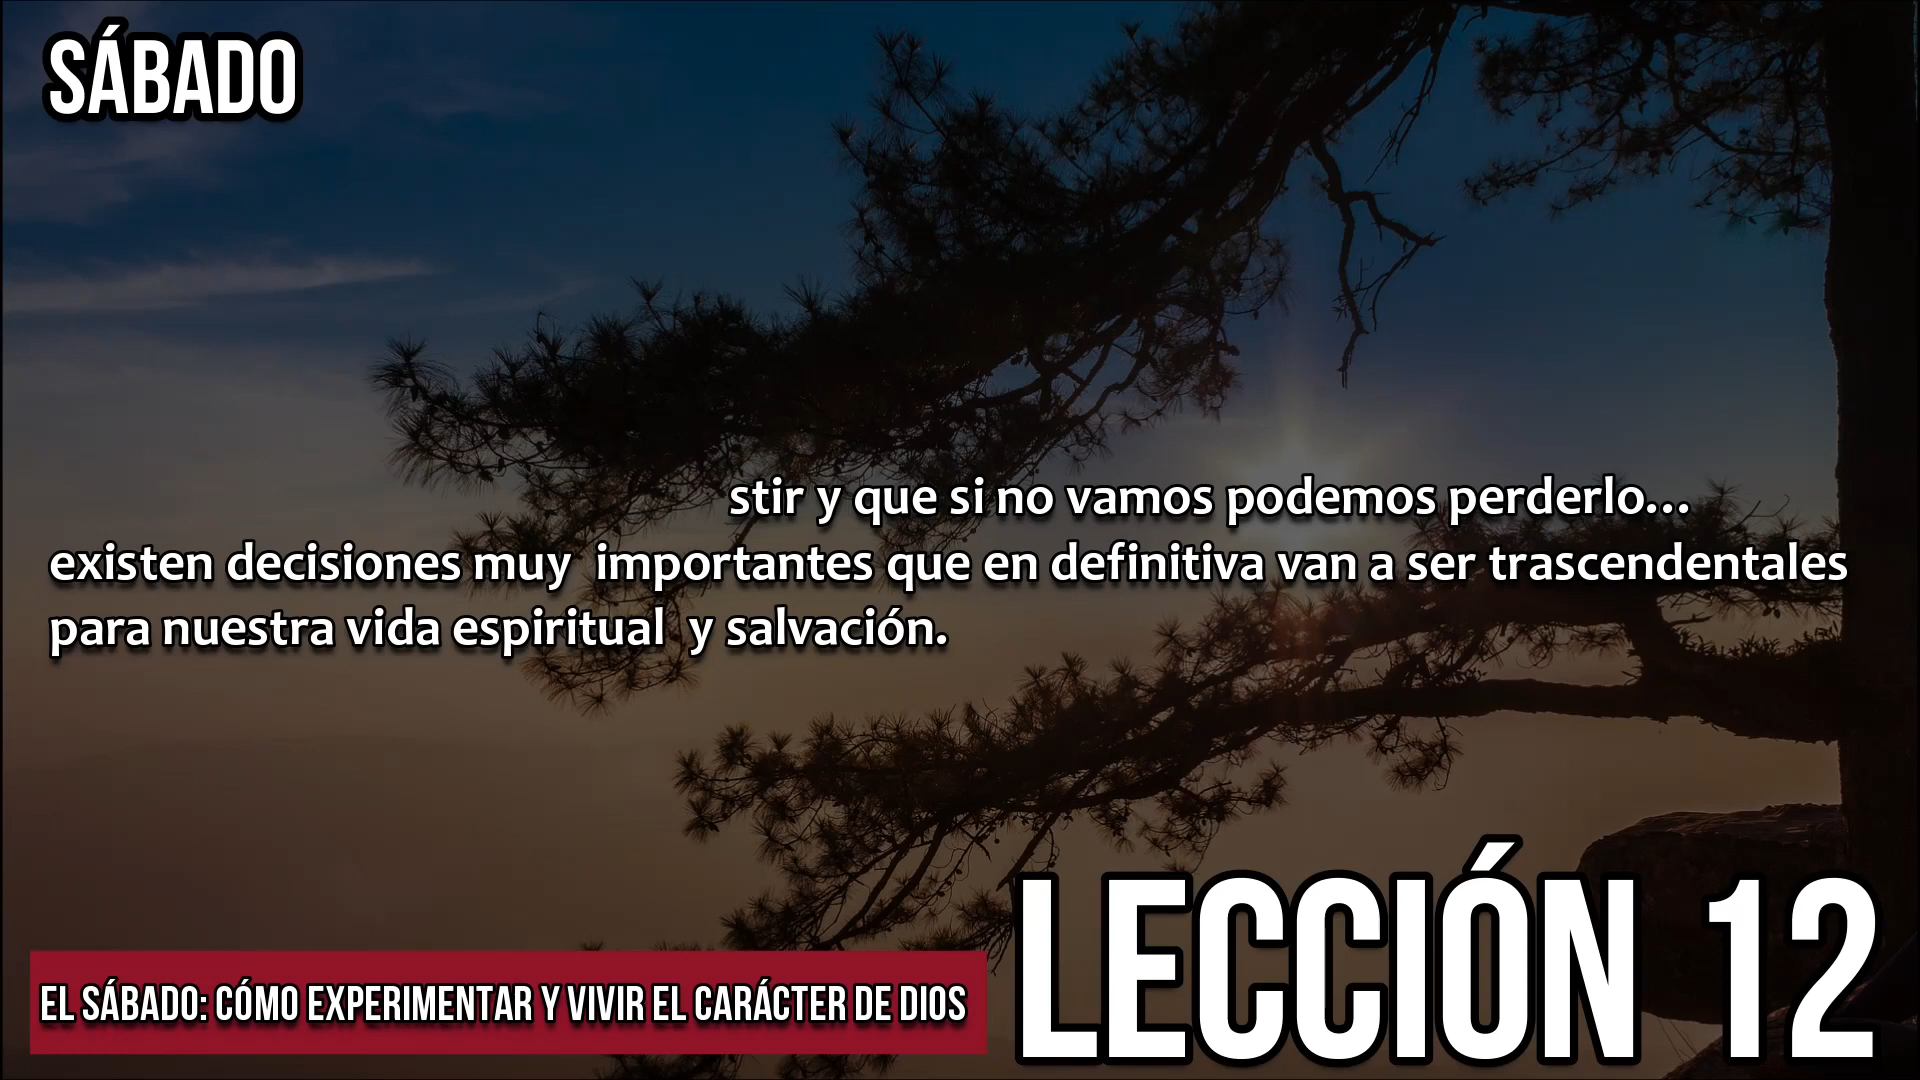 SÁBADO
stir y que si no vamos podemos perderlo...
existen decisiones muy importantes que en definitiva van a ser trascendentales
para nuestra vida espiritual y salvación.
LECCIÓN 12
EL SÁBADO: CÓMO EXPERIMENTAR Y VIVIR EL CARÁCTER DE DIOS